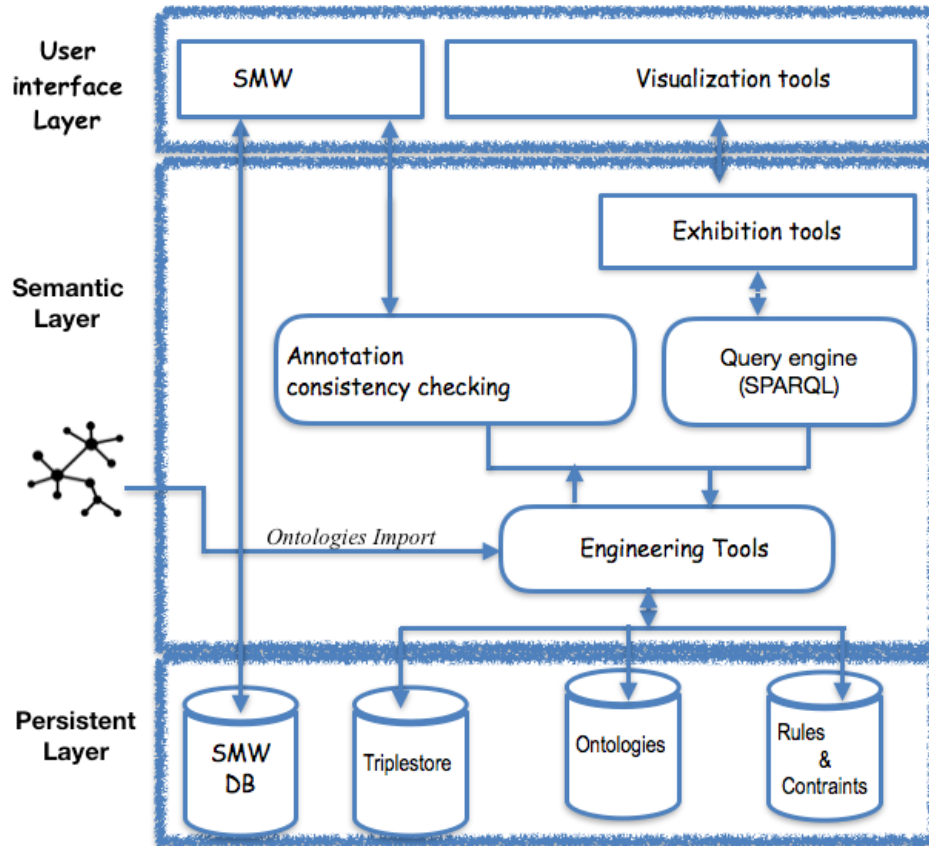 User
interface
Layer
SMW
Visualization tools
Semantic
Layer
Exhibition tools
Annotation
consistency checking
Query engine
(SPARQL)
Ontologies Import
Engineering Tools
Persistent
Layer
SMW
DB
Triplestore
Ontologies
Rules
&
Contraints